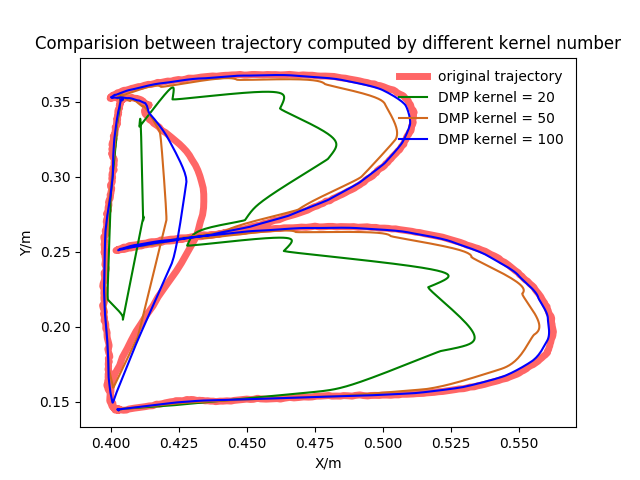 Comparision between trajectory computed by different kernel number
original trajectory
DMP kernel = 20
DMP kernel = 50
DMP kernel = 100
0.35
0.30
0.25
0.20
0.15
Y/m
0.400 0.425 0.450 0.475 0.500 0.525 0.550
X/m